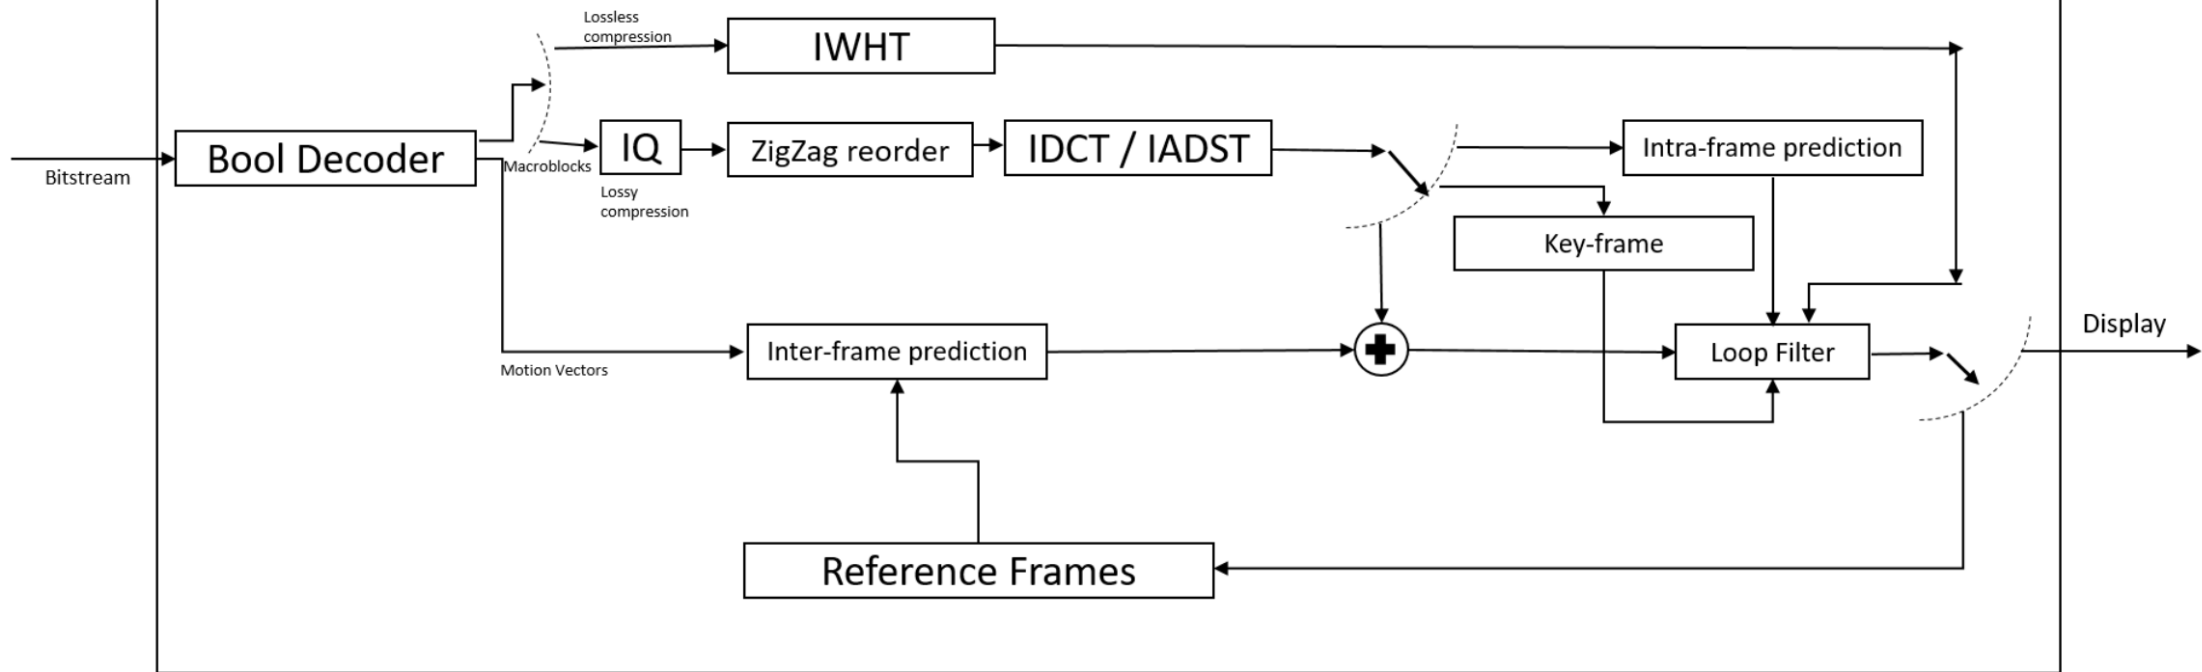 Lossless
compression
IWHT
Bool Decoder
Bitstream
Macroblocks
IQ
Lossy
compression
ZigZag reorder
IDCT / IADST
Intra-frame prediction
Key-frame
Motion Vectors
Inter-frame prediction
Loop Filter
Display
Reference Frames